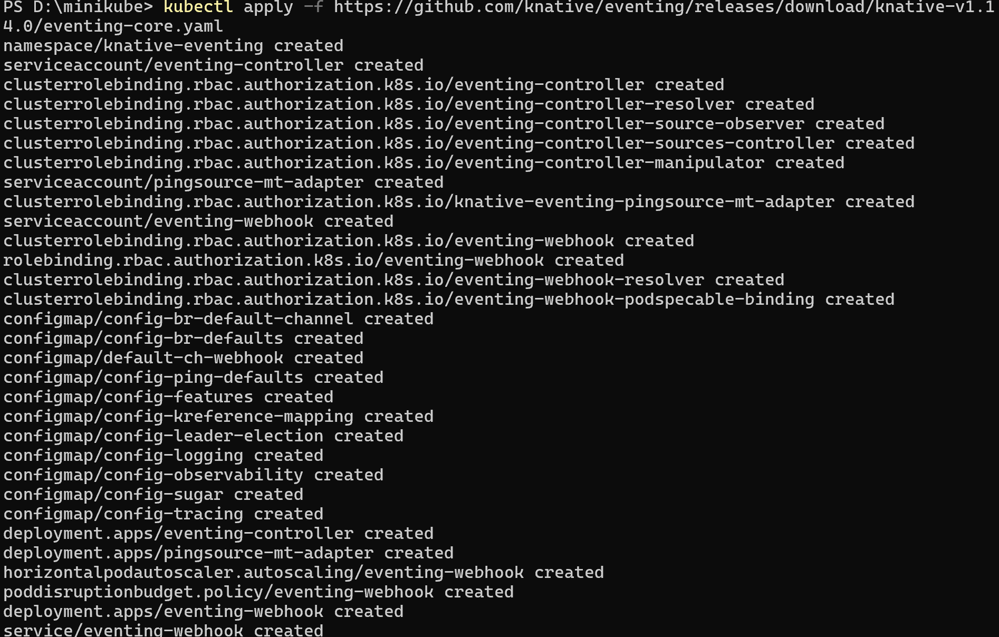 PS D:\minikube> kubectl apply -f https://github.com/knative/eventing/releases/download/knative-v1.1
4.0/eventing-core.yaml
namespace/knative-eventing created
serviceaccount/eventing-controller created
clusterrolebinding.rbac.authorization.k8s.io/eventing-controller created
clusterrolebinding.rbac.authorization.k8s.io/eventing-controller-resolver created
clusterrolebinding.rbac.authorization.k8s.io/eventing-controller-source-observer created
clusterrolebinding.rbac.authorization.k8s.io/eventing-controller-sources-controller created
clusterrolebinding.rbac.authorization.k8s.io/eventing-controller-manipulator created
serviceaccount/pingsource-mt-adapter created
clusterrolebinding.rbac.authorization.k8s.io/knative-eventing-pingsource-mt-adapter created
serviceaccount/eventing-webhook created
clusterrolebinding.rbac.authorization.k8s.io/eventing-webhook created
rolebinding.rbac.authorization.k8s.io/eventing-webhook created
clusterrolebinding.rbac.authorization.k8s.io/eventing-webhook-resolver created
clusterrolebinding.rbac.authorization.k8s.io/eventing-webhook-podspecable-binding created
configmap/config-br-default-channel created
configmap/config-br-defaults created
configmap/default-ch-webhook created
configmap/config-ping-defaults created
configmap/config-features created
configmap/config-kreference-mapping created
configmap/config-leader-election created
configmap/config-logging created
configmap/config-observability created
configmap/config-sugar created
configmap/config-tracing created
deployment.apps/eventing-controller created
deployment.apps/pingsource-mt-adapter created
horizontalpodautoscaler.autoscaling/eventing-webhook created
poddisruptionbudget.policy/eventing-webhook created
deployment.apps/eventing-webhook created
service/eventing-webhook created